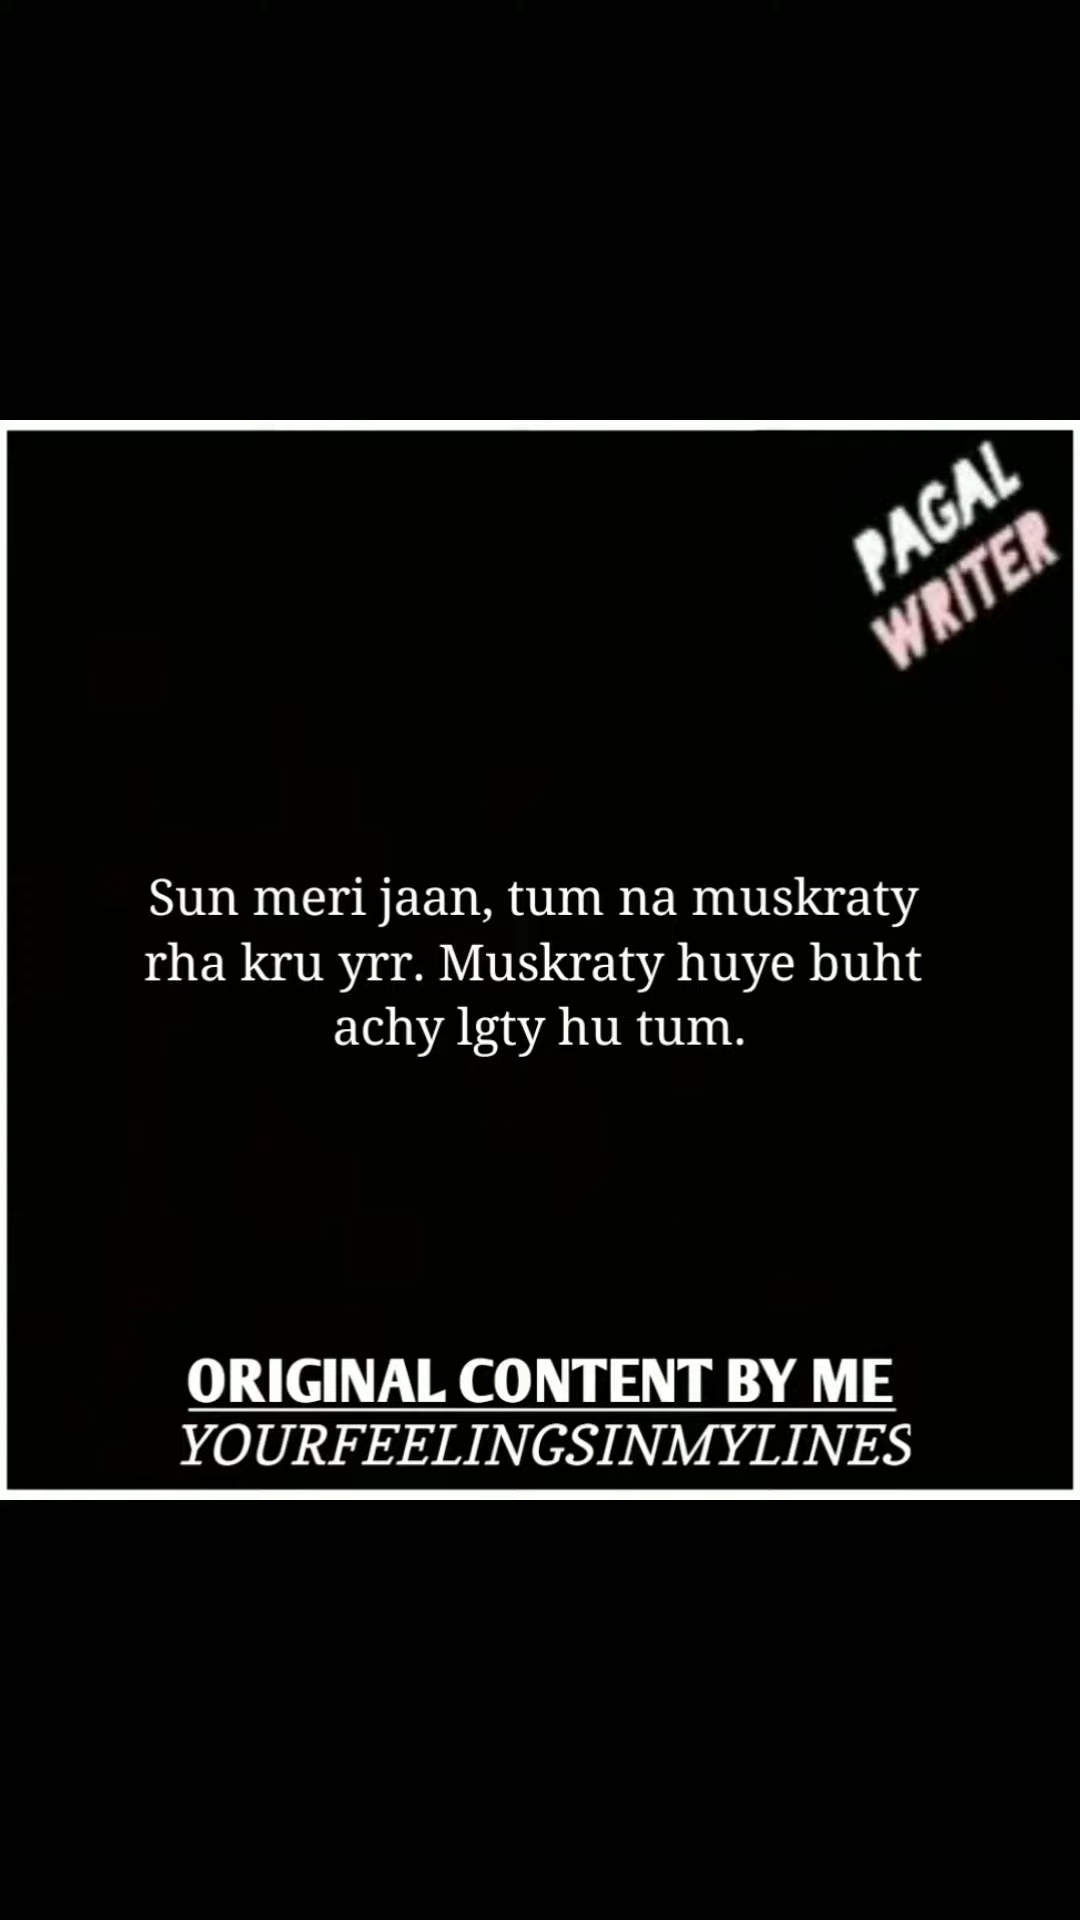 PAGAL
WRITER
Sun meri jaan, tum na muskraty
rha kru yrr. Muskraty huye buht
achy lgty hu tum.
ORIGINAL CONTENT BY ME
YOURFEELINGSINMYLINES